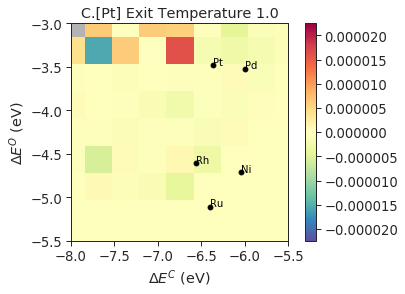 C.[Pt] Exit Temperature 1.0
−3.0
−3.5
−4.0
−4.5
−5.0
−5.5
ΔE^O (eV)
−8.0 −7.5 −7.0 −6.5 −6.0 −5.5
ΔE^C (eV)
Pt
Pd
Rh
Ni
Ru
0.000020
0.000015
0.000010
0.000005
0.000000
−0.000005
−0.000010
−0.000015
−0.000020